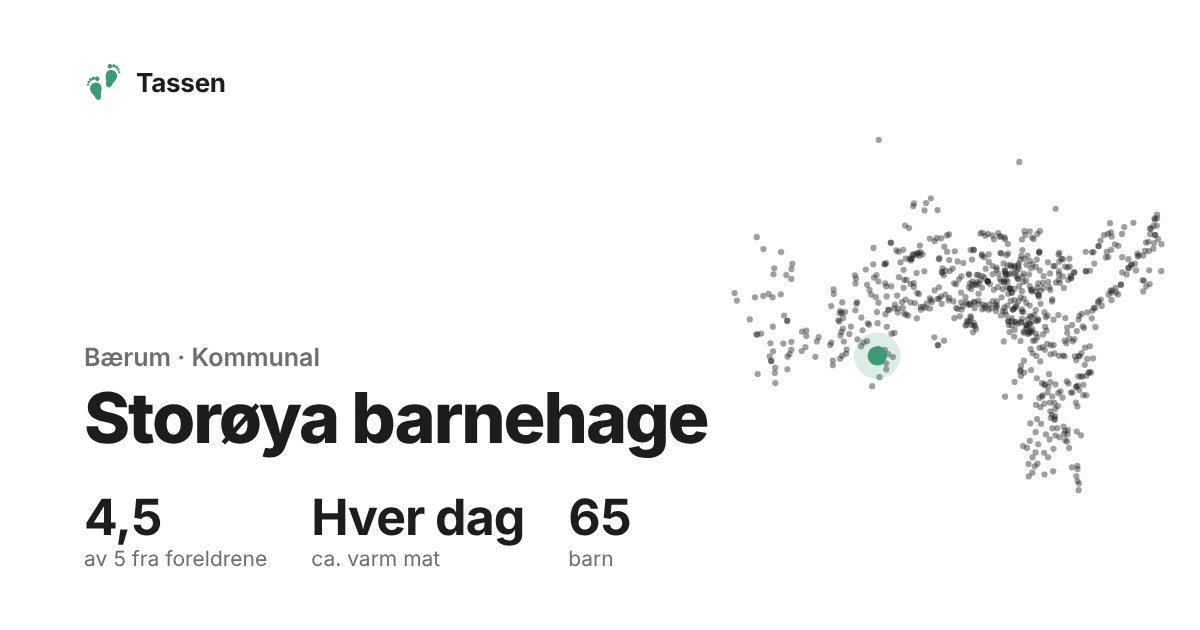 Tassen
Bærum · Kommunal
Storøya barnehage
4,5
av 5 fra foreldrene
Hver dag
ca. varm mat
65
barn